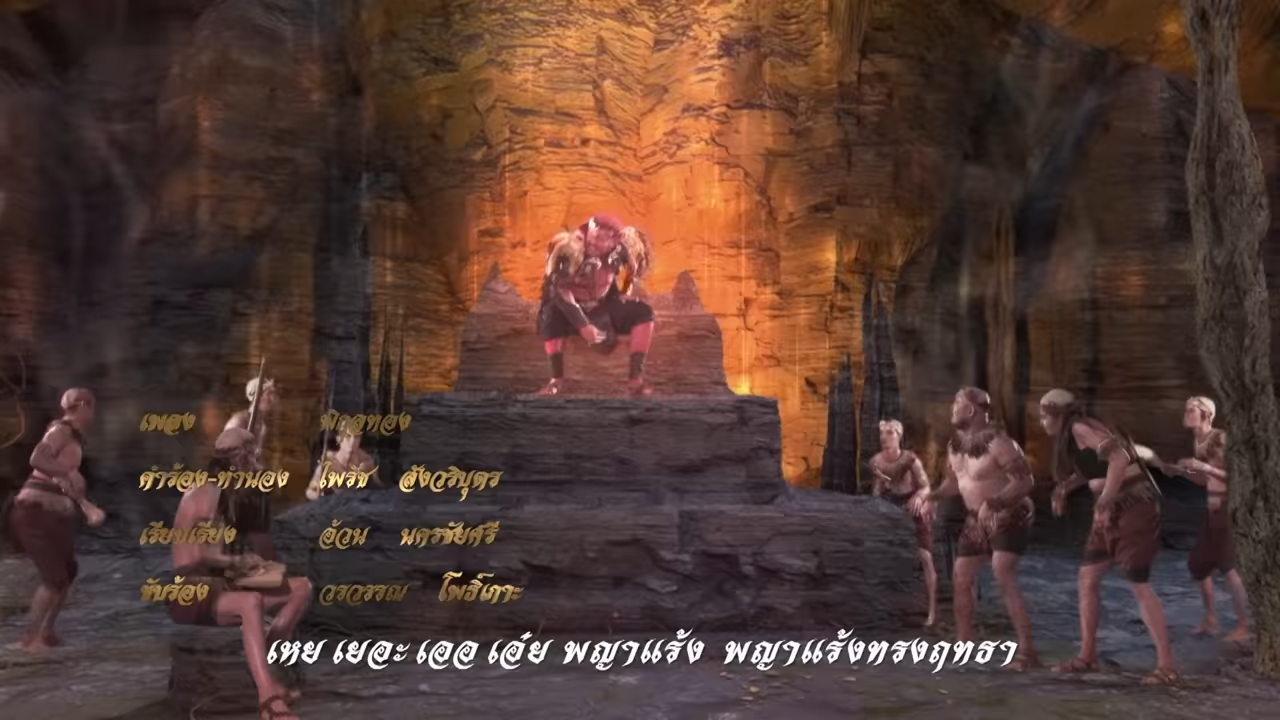 เพลง พิกุลทอง
คำร้อง-ทำนอง ไพรัช สังวริบุตร
เรียบเรียง อ้วน นครชัยศรี
ขับร้อง วรวรรณ โพธิ์เกาะ
เหย เยอะ เออ เอ๋ย พญาแร้ง พญาแร้งทรงฤทธา